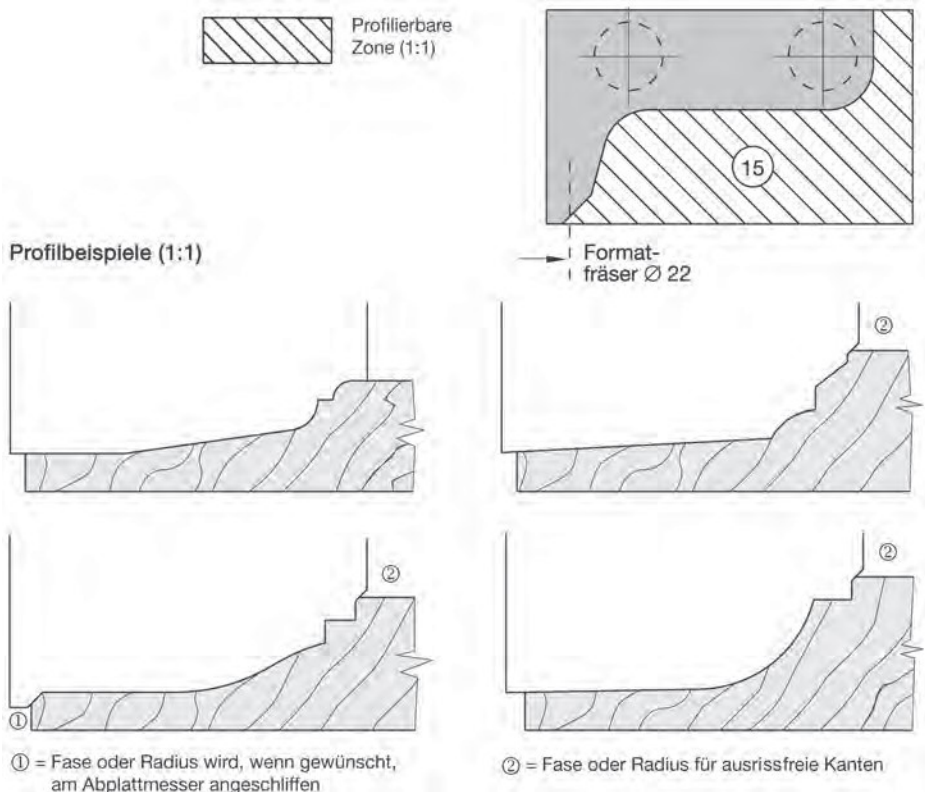 Profilierbare
Zone (1:1)
15
Profilbeispiele (1:1)
Format-
fräser Ø 22
②
②
②
①
① = Fase oder Radius wird, wenn gewünscht,
am Abplattmesser angeschliffen
② = Fase oder Radius für ausrissfreie Kanten